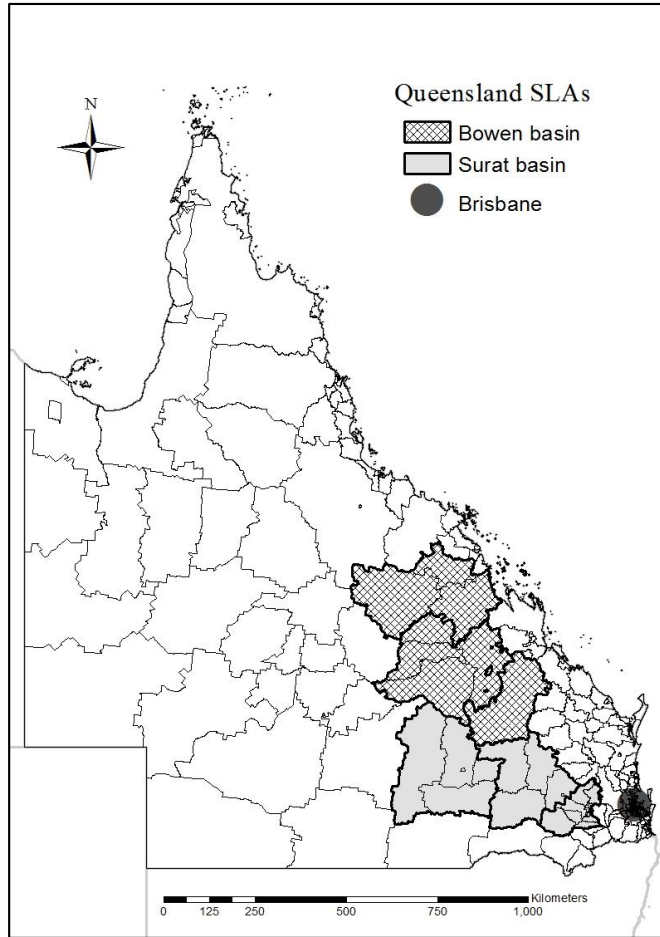 N
Queensland SLAs
Bowen basin
Surat basin
Brisbane
Kilometers
0 125 250 500 750 1,000